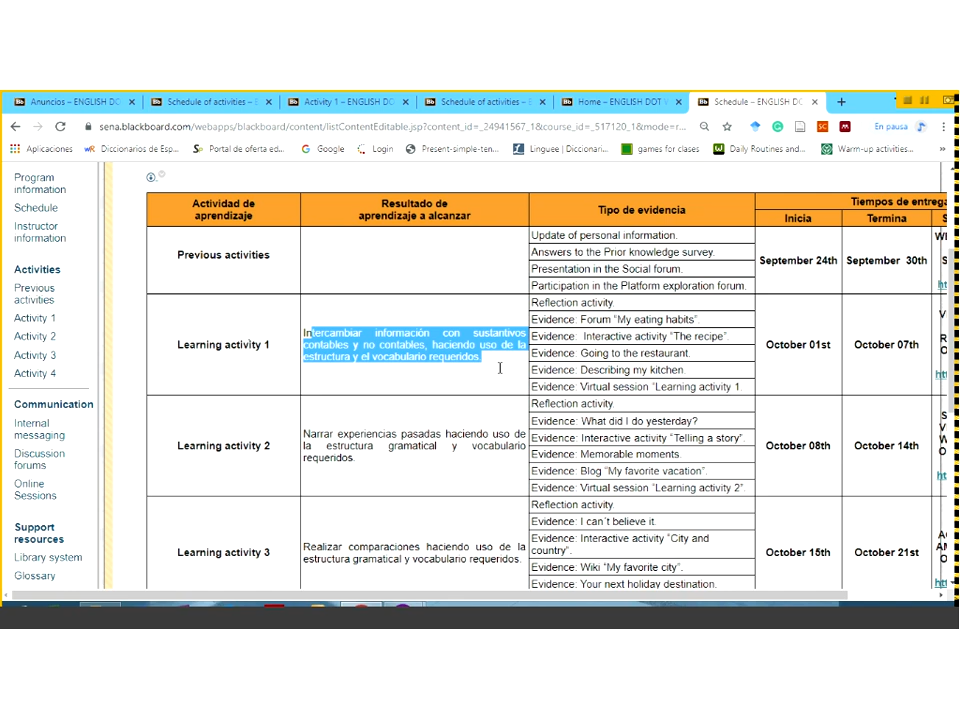 Anuncios – ENGLISH DC
Schedule of activities – E
Activity 1 – ENGLISH DO
Schedule of activities – E
Home – ENGLISH DOT V
Schedule – ENGLISH DC
sena.blackboard.com/webapps/blackboard/content/listContentEditable.jsp?content_id=_24941567_1&course_id=_517120_1&mode=r...
En pausa
Aplicaciones
Diccionarios de Esp...
Portal de oferta ed...
Google
Login
Present-simple-ten...
Linguee | Diccionari...
games for clases
Daily Routines and...
Warm-up activities...
»
Program
information
Schedule
Instructor
information
Activities
Previous
activities
Activity 1
Activity 2
Activity 3
Activity 4
Communication
Internal
messaging
Discussion
forums
Online
Sessions
Support
resources
Library system
Glossary
Actividad de
aprendizaje
Resultado de
aprendizaje a alcanzar
Tipo de evidencia
Tiempos de entrega
Inicia
Termina
S
Previous activities
Update of personal information.
Answers to the Prior knowledge survey.
Presentation in the Social forum.
Participation in the Platform exploration forum.
September 24th
September 30th
Learning activity 1
Intercambiar información con sustantivos
contables y no contables, haciendo uso de la
estructura y el vocabulario requeridos.
Reflection activity.
Evidence: Forum “My eating habits”.
Evidence: Interactive activity “The recipe”.
Evidence: Going to the restaurant.
Evidence: Describing my kitchen.
Evidence: Virtual session “Learning activity 1.
October 01st
October 07th
Learning activity 2
Narrar experiencias pasadas haciendo uso de
la estructura gramatical y vocabulario
requeridos.
Reflection activity.
Evidence: What did I do yesterday?
Evidence: Interactive activity “Telling a story”.
Evidence: Memorable moments.
Evidence: Blog “My favorite vacation”.
Evidence: Virtual session “Learning activity 2”.
October 08th
October 14th
Learning activity 3
Realizar comparaciones haciendo uso de la
estructura gramatical y vocabulario requeridos.
Reflection activity.
Evidence: I can´t believe it.
Evidence: Interactive activity “City and
country”.
Evidence: Wiki “My favorite city”.
Evidence: Your next holiday destination.
October 15th
October 21st